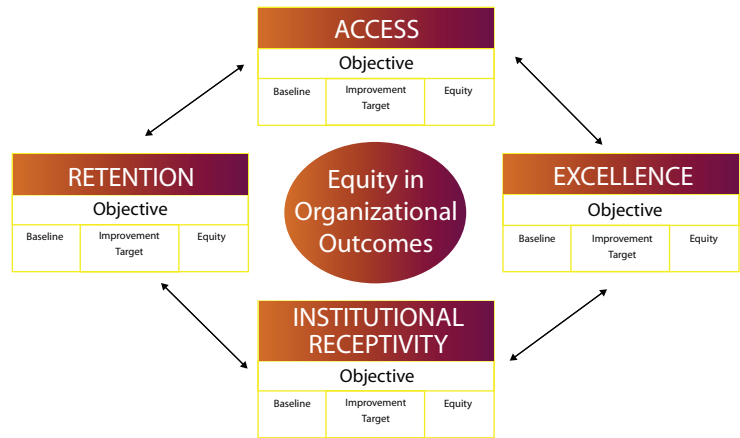 ACCESS
Objective
Baseline
Improvement
Target
Equity
RETENTION
Objective
Baseline
Improvement
Target
Equity
Equity in
Organizational
Outcomes
EXCELLENCE
Objective
Baseline
Improvement
Target
Equity
INSTITUTIONAL
RECEPTIVITY
Objective
Baseline
Improvement
Target
Equity